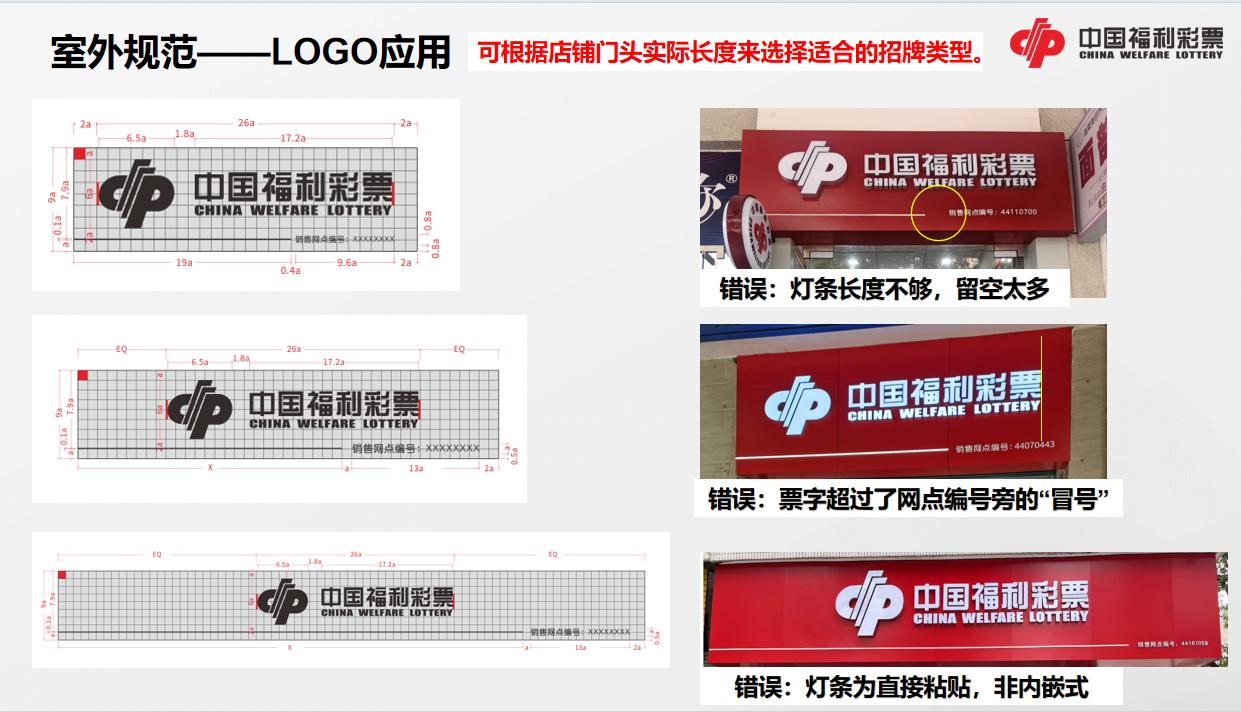 室外规范——LOGO应用
可根据店铺门头实际长度来选择适合的招牌类型。
中国福利彩票
CHINA WELFARE LOTTERY
2a 26a 2a
6.5a 1.8a 17.2a
9a 7.9a a 6a 2a 0.1a a
中国福利彩票
CHINA WELFARE LOTTERY
销售网点编号：XXXXXXXX
0.8a
0.8a
19a 0.4a 9.6a 2a
EQ 26a EQ
6.5a 1.8a 17.2a
9a 7.9a a 6a 2a 0.1a a
中国福利彩票
CHINA WELFARE LOTTERY
销售网点编号：XXXXXXXX
a
0.5a
X a 13a 2a
EQ 26a EQ
6.5a 1.8a 17.2a
9a 7.9a a 6a 2a 0.1a a
中国福利彩票
CHINA WELFARE LOTTERY
销售网点编号：XXXXXXXX
a
0.5a
X a 13a 2a
中国福利彩票
CHINA WELFARE LOTTERY
销售网点编号：44110700
®
错误：灯条长度不够，留空太多
中国福利彩票
CHINA WELFARE LOTTERY
销售网点编号：44070443
错误：票字超过了网点编号旁的“冒号”
中国福利彩票
CHINA WELFARE LOTTERY
销售网点编号：44161058
错误：灯条为直接粘贴，非内嵌式